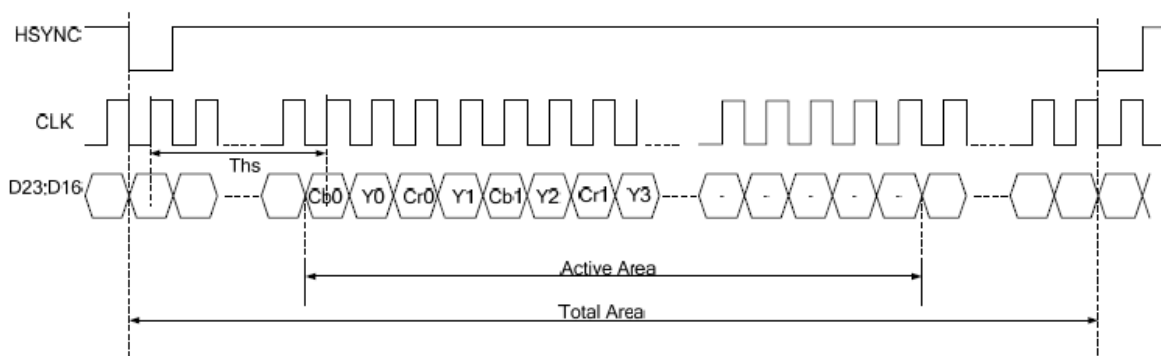 HSYNC
CLK
Ths
D23;D16
Cb0 Y0 Cr0 Y1 Cb1 Y2 Cr1 Y3 - - - - -
Active Area
Total Area